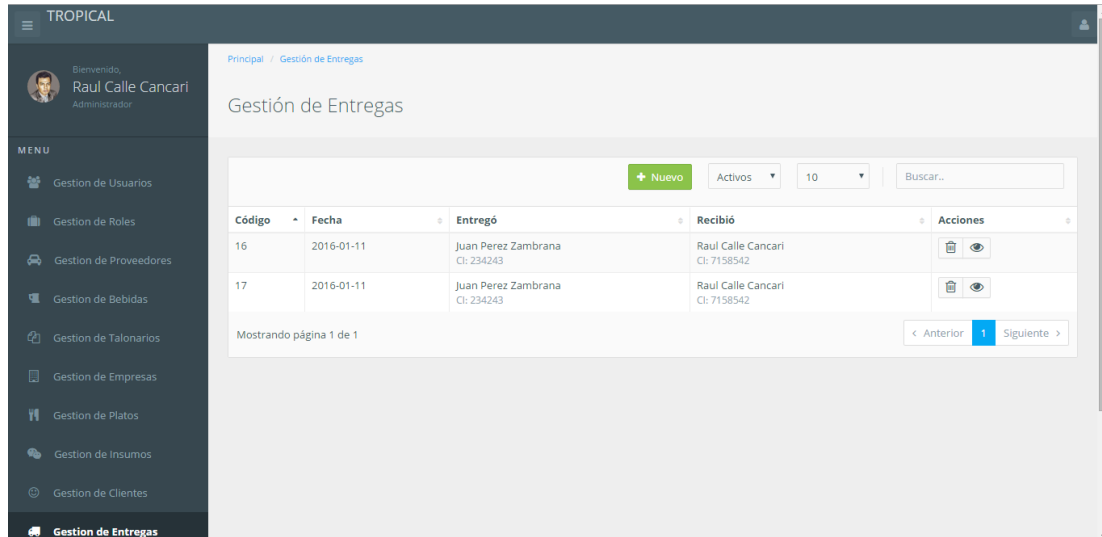 TROPICAL
Bienvenido,
Raul Calle Cancari
Administrador
MENU
Gestion de Usuarios
Gestion de Roles
Gestion de Proveedores
Gestion de Bebidas
Gestion de Talonarios
Gestion de Empresas
Gestion de Platos
Gestion de Insumos
Gestion de Clientes
Gestion de Entregas
Principal / Gestión de Entregas
Gestión de Entregas
+ Nuevo Activos 10 Buscar..
Código Fecha Entregó Recibió Acciones
16 2016-01-11 Juan Perez Zambrana Raul Calle Cancari
CI: 234243 CI: 7158542
17 2016-01-11 Juan Perez Zambrana Raul Calle Cancari
CI: 234243 CI: 7158542
Mostrando página 1 de 1
< Anterior 1 Siguiente >